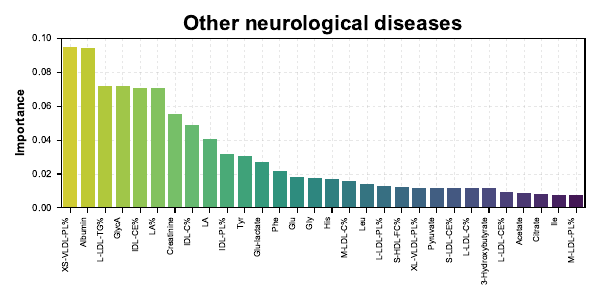 Other neurological diseases
Importance
0.10
0.08
0.06
0.04
0.02
0.00
XS-VLDL-PL%
Albumin
L-LDL-TG%
GlycA
IDL-CE%
LA%
Creatinine
IDL-C%
LA
IDL-PL%
Tyr
Glu-lactate
Phe
Glu
Gly
His
M-LDL-C%
Leu
L-LDL-PL%
S-HDL-FC%
XL-VLDL-PL%
Pyruvate
S-LDL-CE%
L-LDL-C%
3-Hydroxybutyrate
L-LDL-CE%
Acetate
Citrate
Ile
M-LDL-PL%